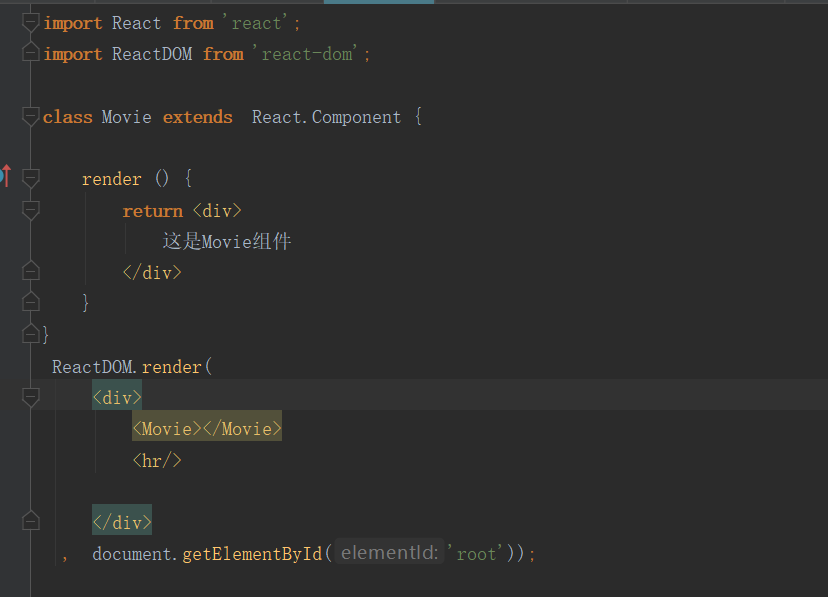 import React from 'react';
import ReactDOM from 'react-dom';
class Movie extends  React.Component {
render () {
return <div>
这是Movie组件
</div>
}
}
ReactDOM.render(
<div>
<Movie></Movie>
<hr/>
</div>
,  document.getElementById( elementId: 'root'));